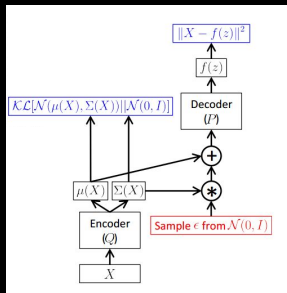 ‖X − f(z)‖²
f(z)
𝒦ℒ[𝒩(μ(X), Σ(X))||𝒩(0, I)]
Decoder
(P)
+
μ(X) Σ(X)
*
Encoder
(Q)
Sample ϵ from 𝒩(0, I)
X